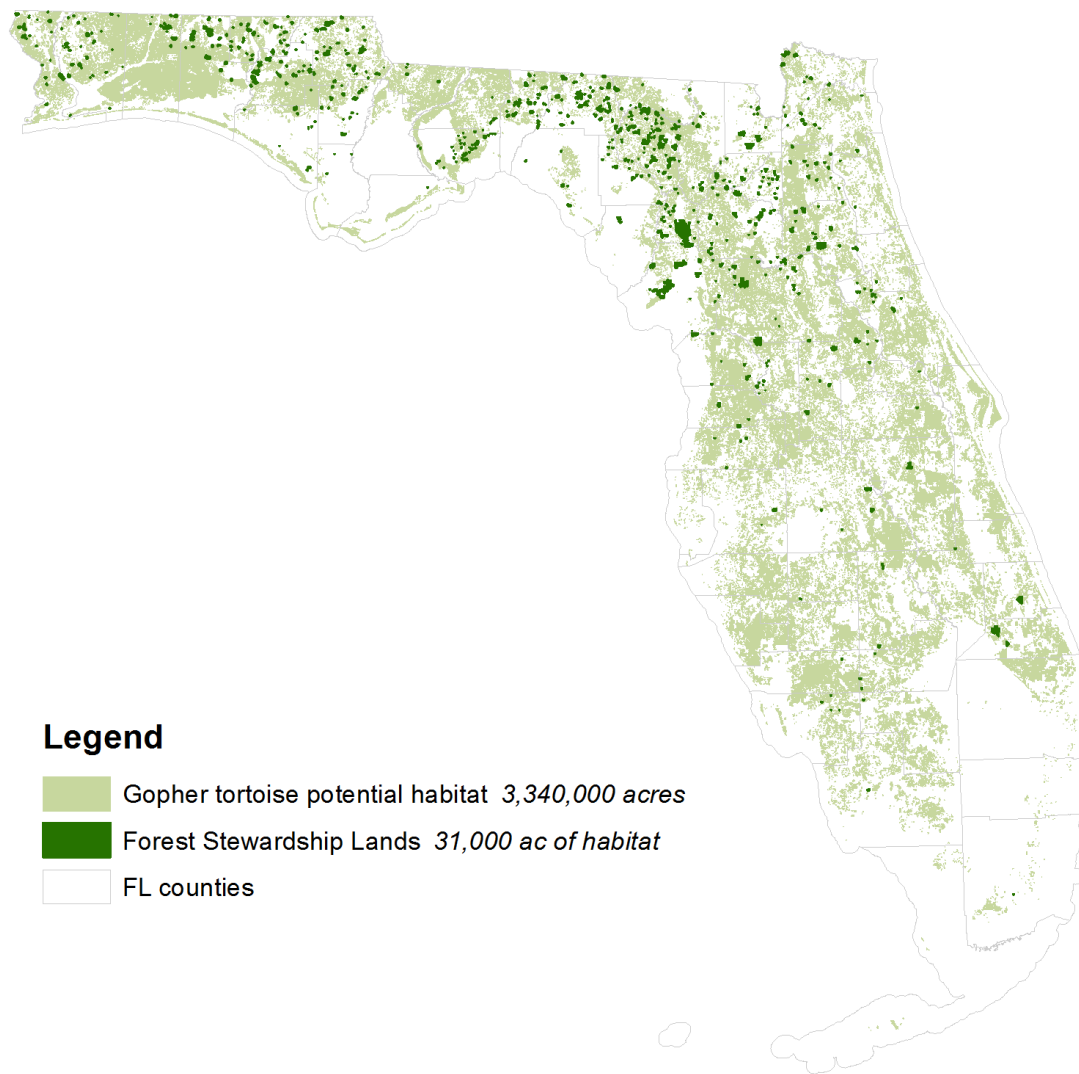 Legend
Gopher tortoise potential habitat 3,340,000 acres
Forest Stewardship Lands 31,000 ac of habitat
FL counties